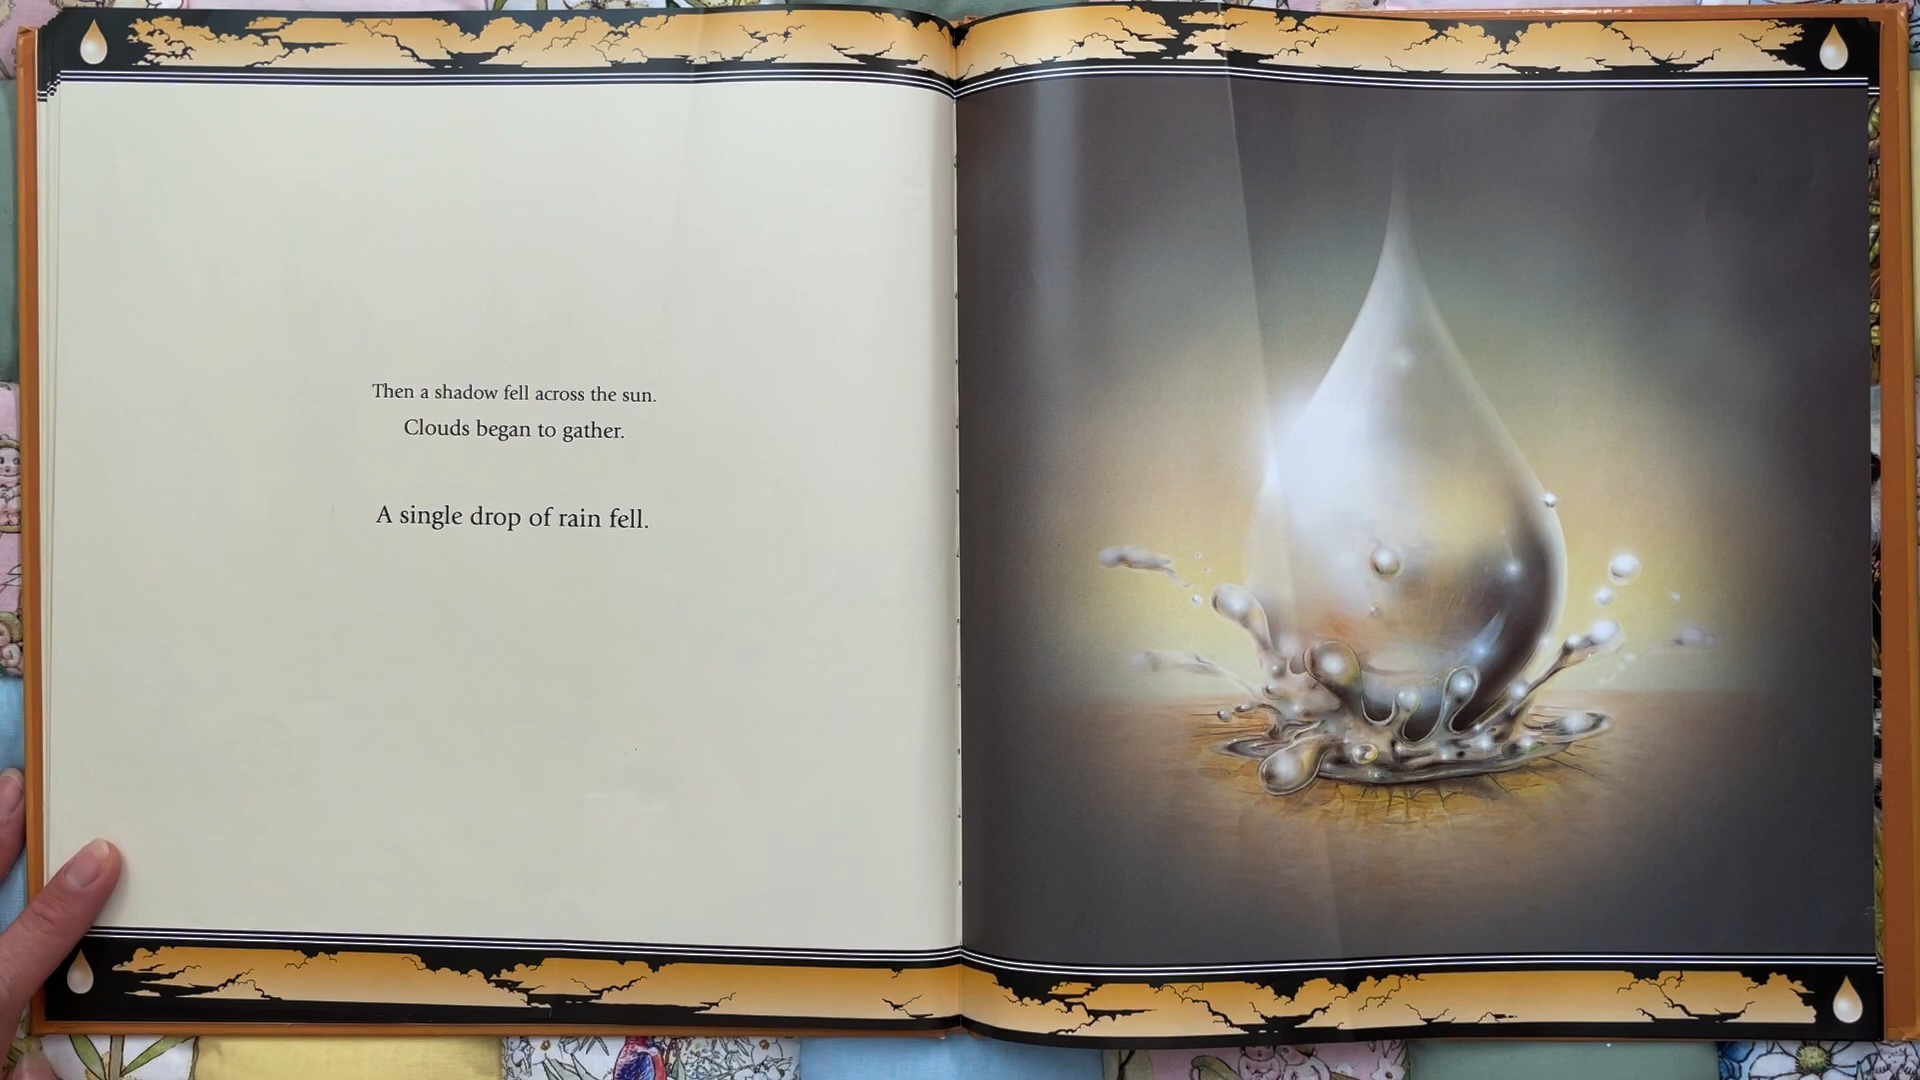 Then a shadow fell across the sun.
Clouds began to gather.
A single drop of rain fell.